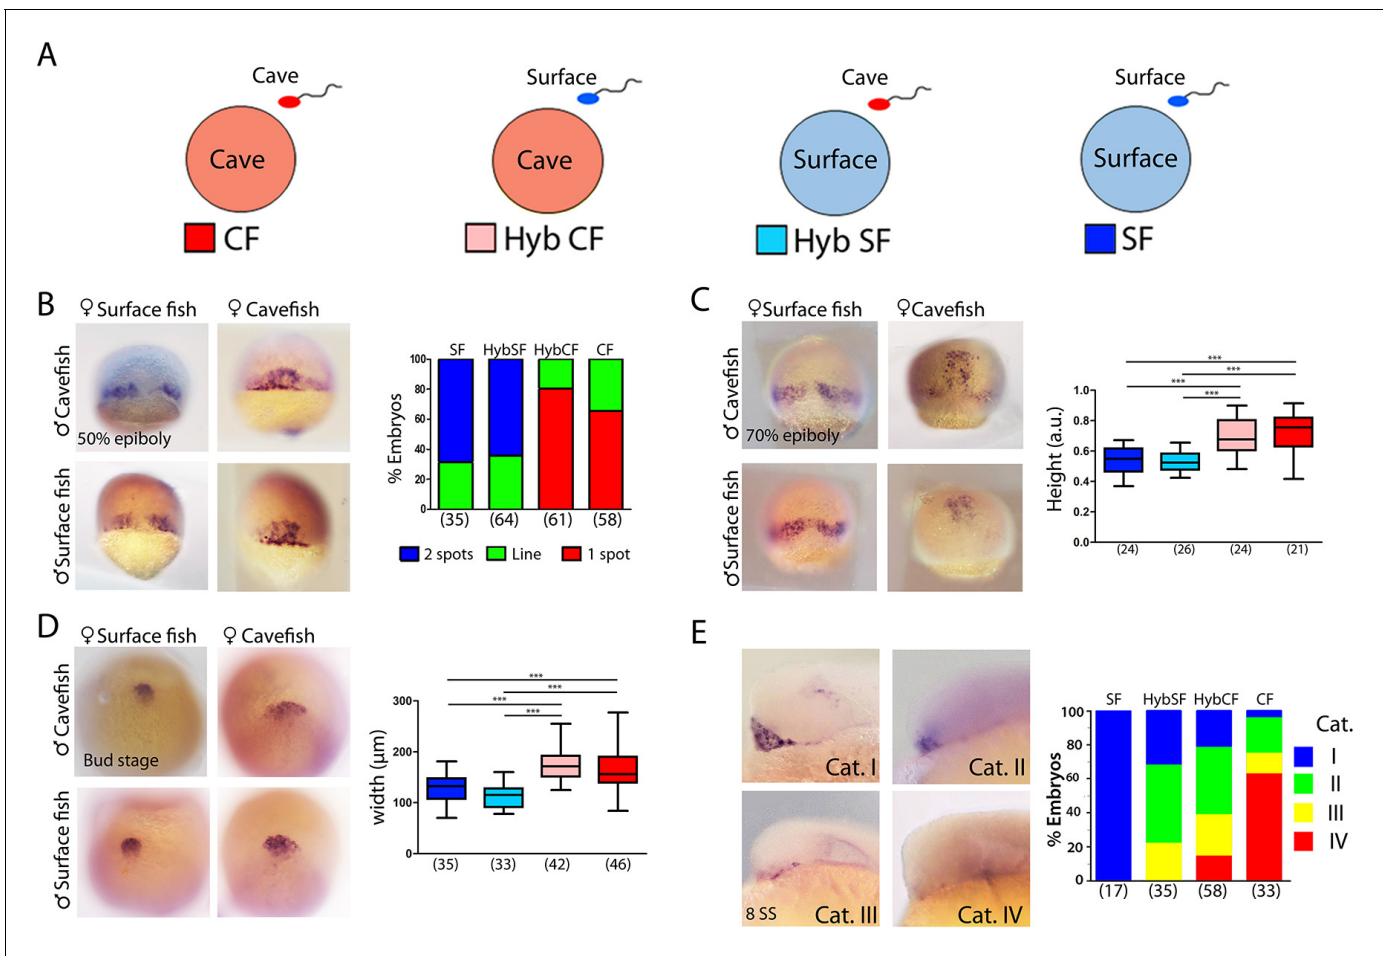 A
Cave Surface Cave Surface
Cave Cave Surface Surface
CF Hyb CF Hyb SF SF
B
♀ Surface fish ♀ Cavefish
♂ Cavefish
50% epiboly
♂ Surface fish
SF HybSF HybCF CF
% Embryos
100
80
60
40
20
0
(35) (64) (61) (58)
2 spots Line 1 spot
C
♀ Surface fish ♀ Cavefish
♂ Cavefish
70% epiboly
♂ Surface fish
***
***
***
***
Height (a.u.)
1.0
0.8
0.6
0.4
0.2
0.0
(24) (26) (24) (21)
D
♀ Surface fish ♀ Cavefish
♂ Cavefish
Bud stage
♂ Surface fish
***
***
***
***
width (µm)
300
200
100
0
(35) (33) (42) (46)
E
Cat. I Cat. II
8 SS Cat. III Cat. IV
SF HybSF HybCF CF
% Embryos
100
80
60
40
20
0
(17) (35) (58) (33)
Cat.
I
II
III
IV